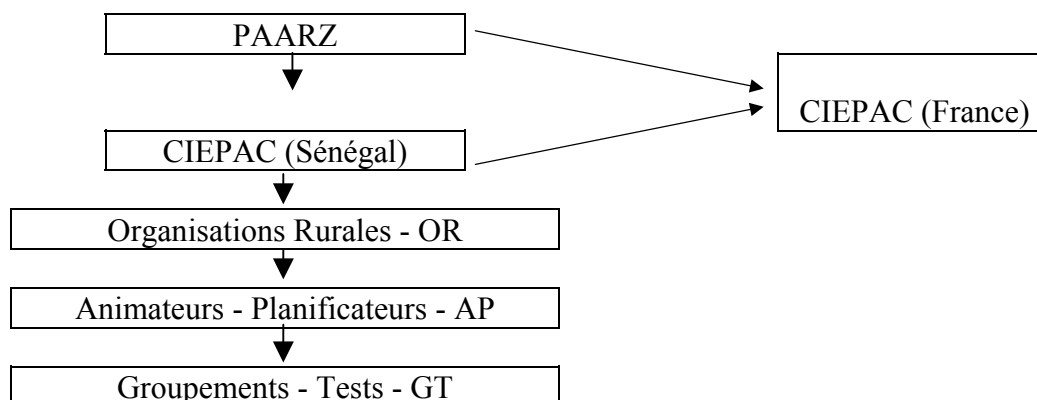 PAARZ
CIEPAC (France)
CIEPAC (Sénégal)
Organisations Rurales - OR
Animateurs - Planificateurs - AP
Groupements - Tests - GT